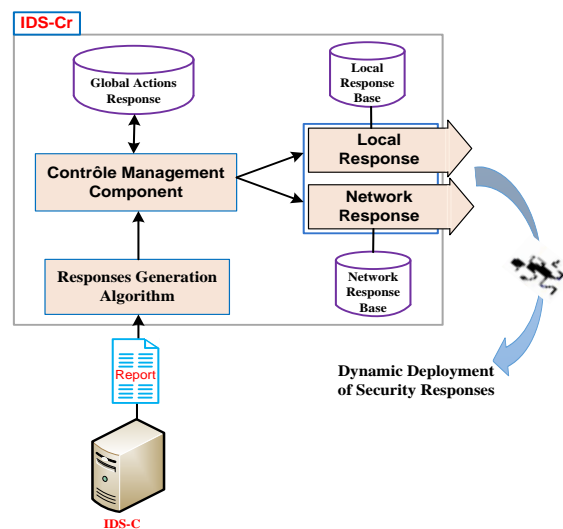 IDS-Cr
Global Actions
Response
Local
Response
Base
Contrôle Management
Component
Local
Response
Network
Response
Responses Generation
Algorithm
Network
Response
Base
Report
Dynamic Deployment
of Security Responses
IDS-C